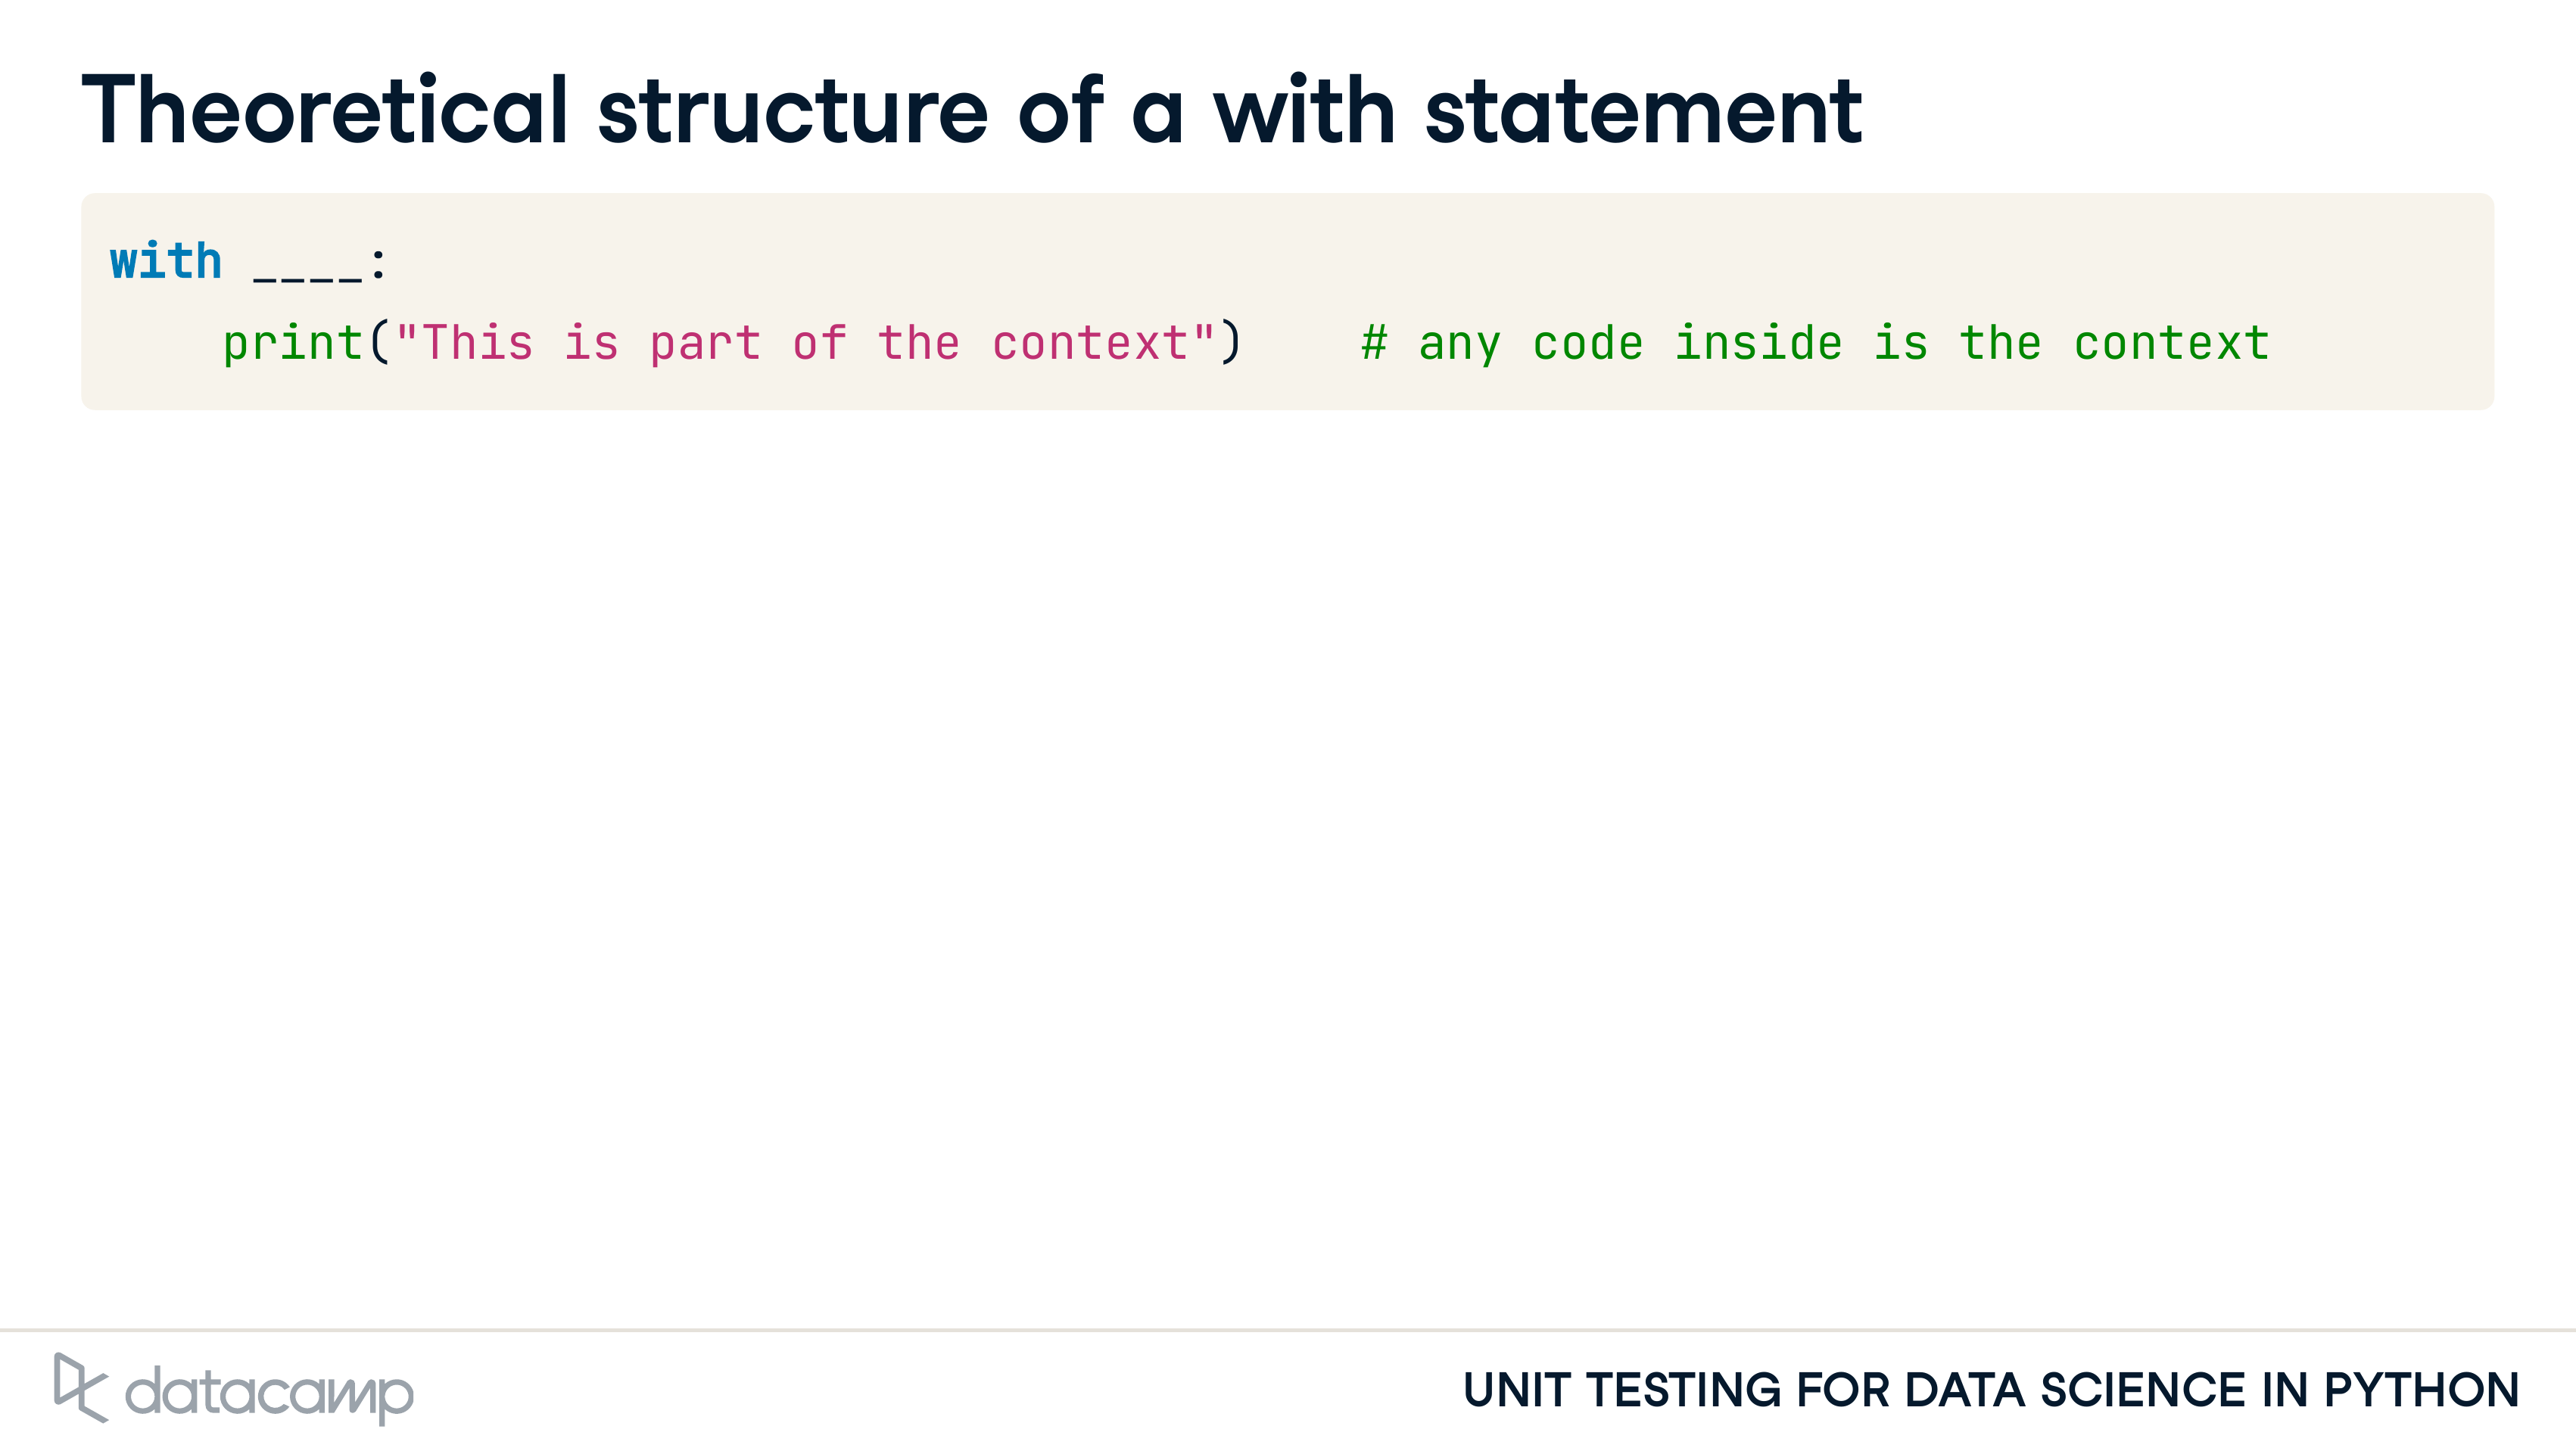 Theoretical structure of a with statement
with ____:
    print("This is part of the context")    # any code inside is the context
datacamp
UNIT TESTING FOR DATA SCIENCE IN PYTHON